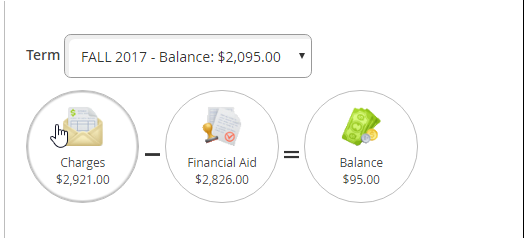 Term FALL 2017 - Balance: $2,095.00
Charges
$2,921.00
Financial Aid
$2,826.00
Balance
$95.00